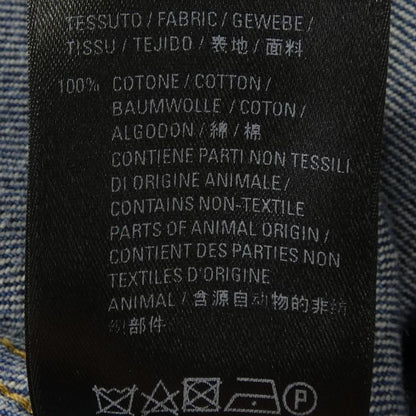 TESSUTO / FABRIC / GEWEBE /
TISSU / TEJIDO / 表地 / 面料
100% COTONE / COTTON /
BAUMWOLLE / COTON /
ALGODON / 綿 / 棉
CONTIENE PARTI NON TESSILI
DI ORIGINE ANIMALE /
CONTAINS NON-TEXTILE
PARTS OF ANIMAL ORIGIN /
CONTIENT DES PARTIES NON
TEXTILES D'ORIGINE
ANIMAL / 含源自动物的非纺
织部件
P